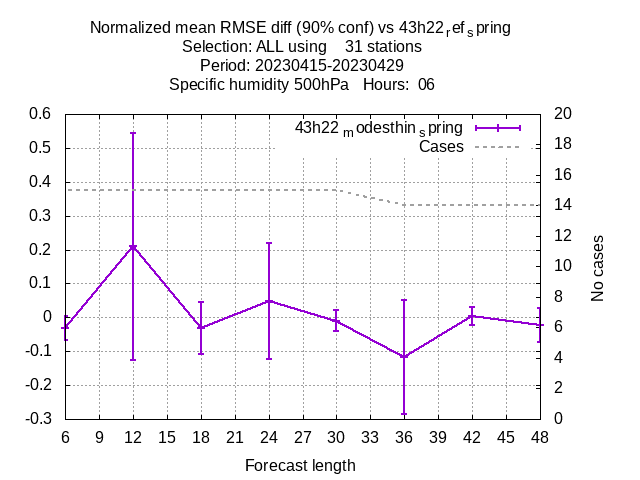 Normalized mean RMSE diff (90% conf) vs 43h22refspring
Selection: ALL using 31 stations
Period: 20230415-20230429
Specific humidity 500hPa Hours: 06
43h22modesthinspring
Cases
0.6
0.5
0.4
0.3
0.2
0.1
0
-0.1
-0.2
-0.3
20
18
16
14
12
10
8
6
4
2
0
No cases
6 9 12 15 18 21 24 27 30 33 36 39 42 45 48
Forecast length